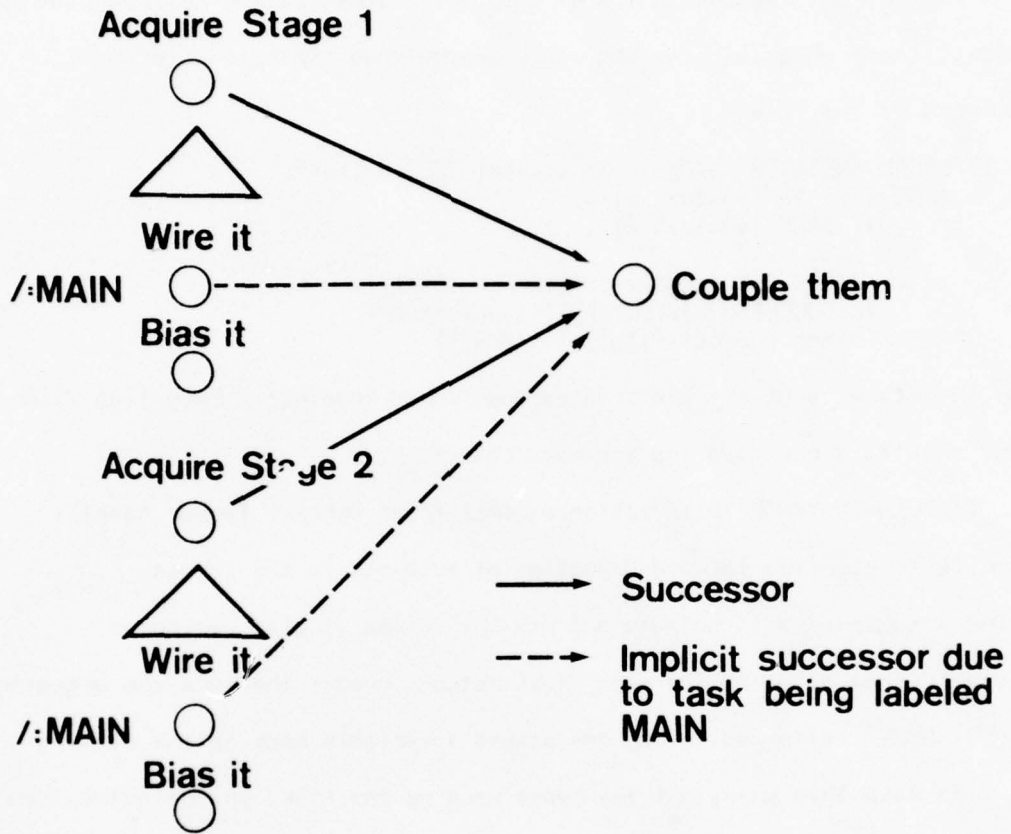 Acquire Stage 1
Wire it
/:MAIN
Couple them
Bias it
Acquire Stage 2
Successor
Wire it
Implicit successor due
to task being labeled
/:MAIN
MAIN
Bias it